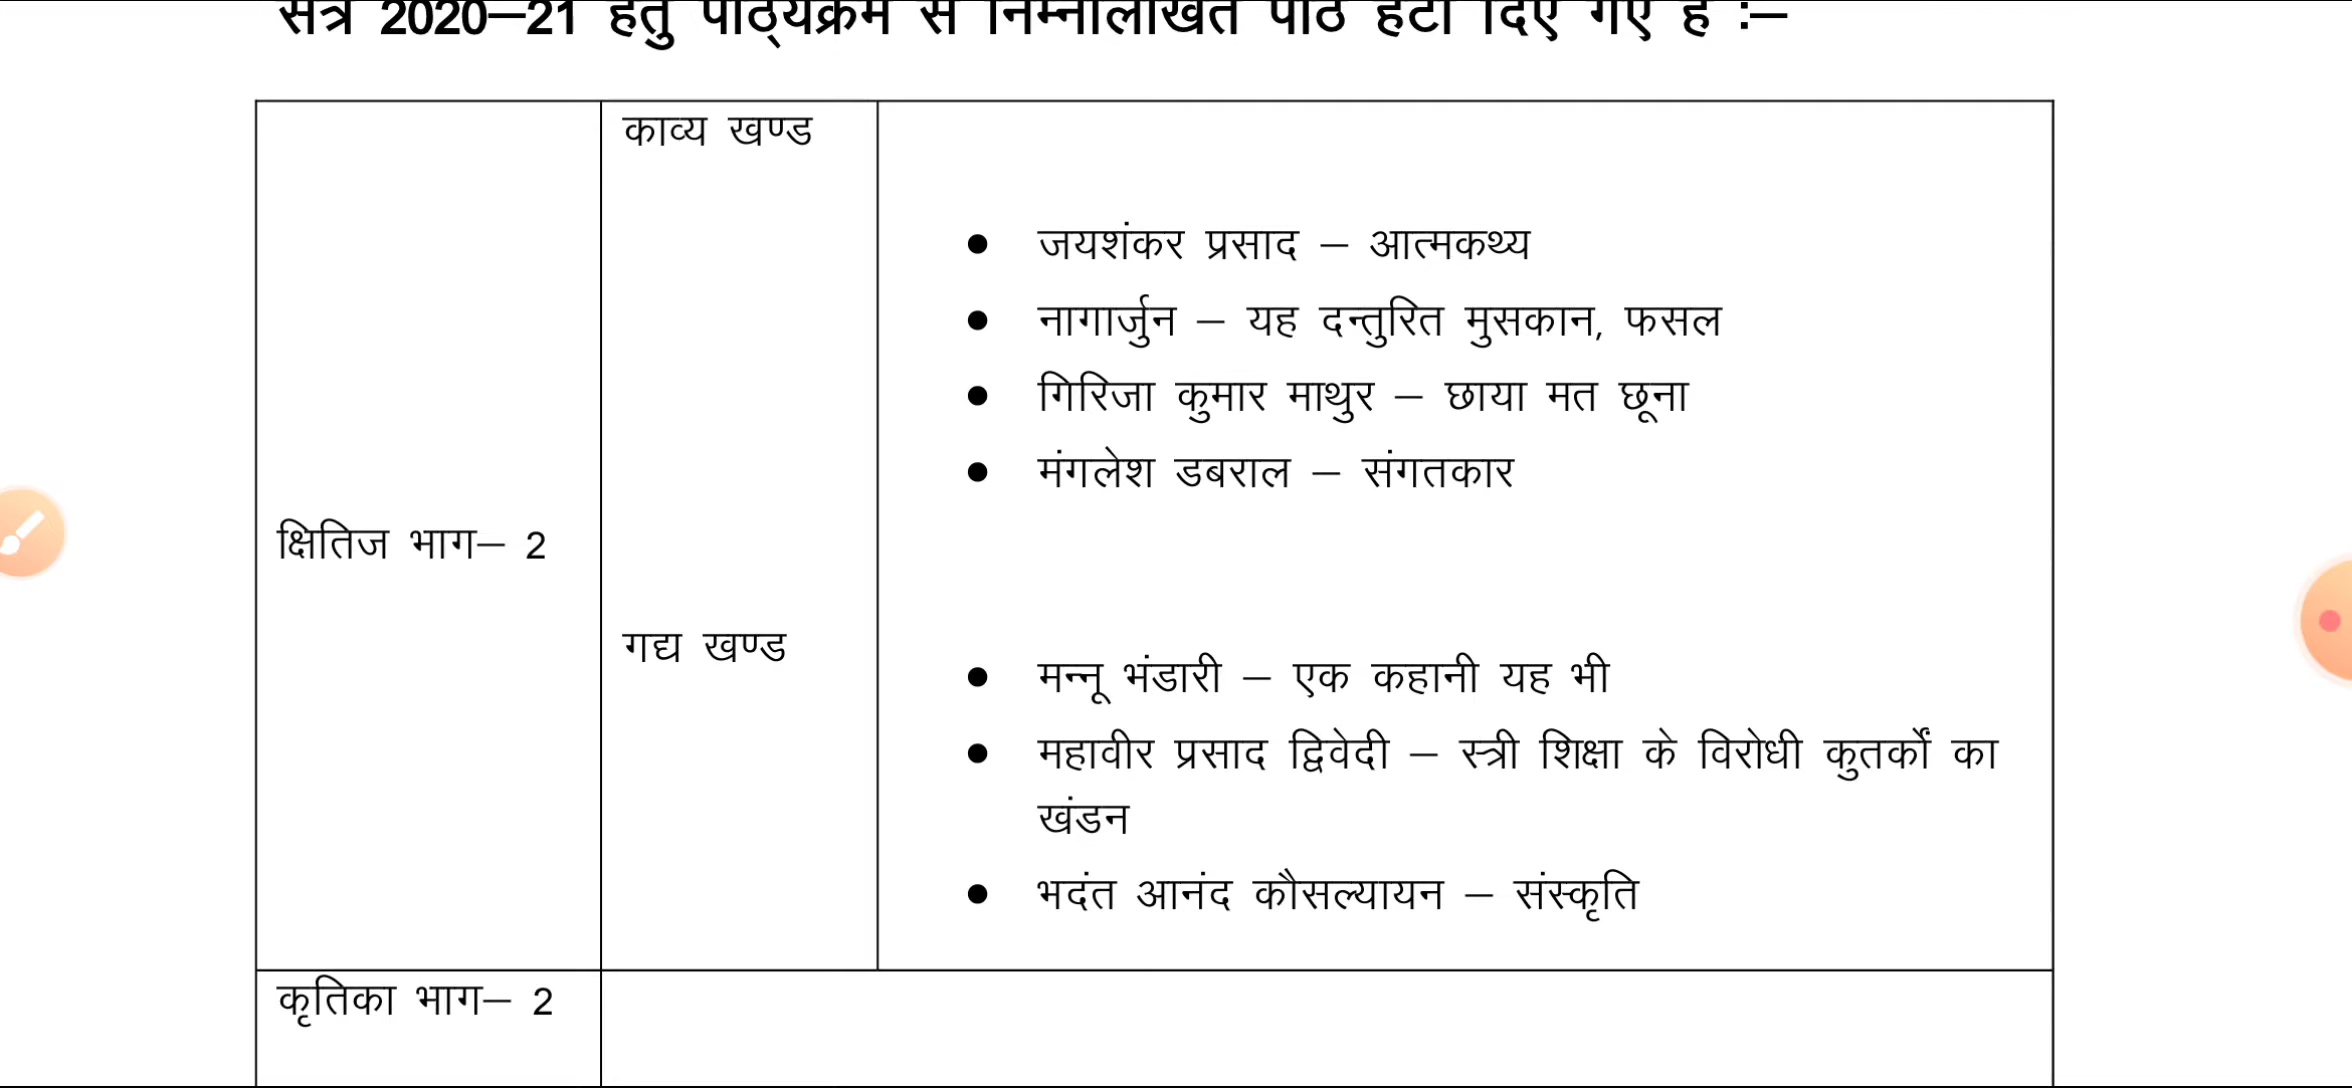 सत्र 2020–21 हेतु पाठ्यक्रम से निम्नलिखित पाठ हटा दिए गए हैं :–
काव्य खण्ड
• जयशंकर प्रसाद – आत्मकथ्य
• नागार्जुन – यह दन्तुरित मुसकान, फसल
• गिरिजा कुमार माथुर – छाया मत छूना
• मंगलेश डबराल – संगतकार
क्षितिज भाग– 2
गद्य खण्ड
• मन्नू भंडारी – एक कहानी यह भी
• महावीर प्रसाद द्विवेदी – स्त्री शिक्षा के विरोधी कुतर्कों का
खंडन
• भदंत आनंद कौसल्यायन – संस्कृति
कृतिका भाग– 2